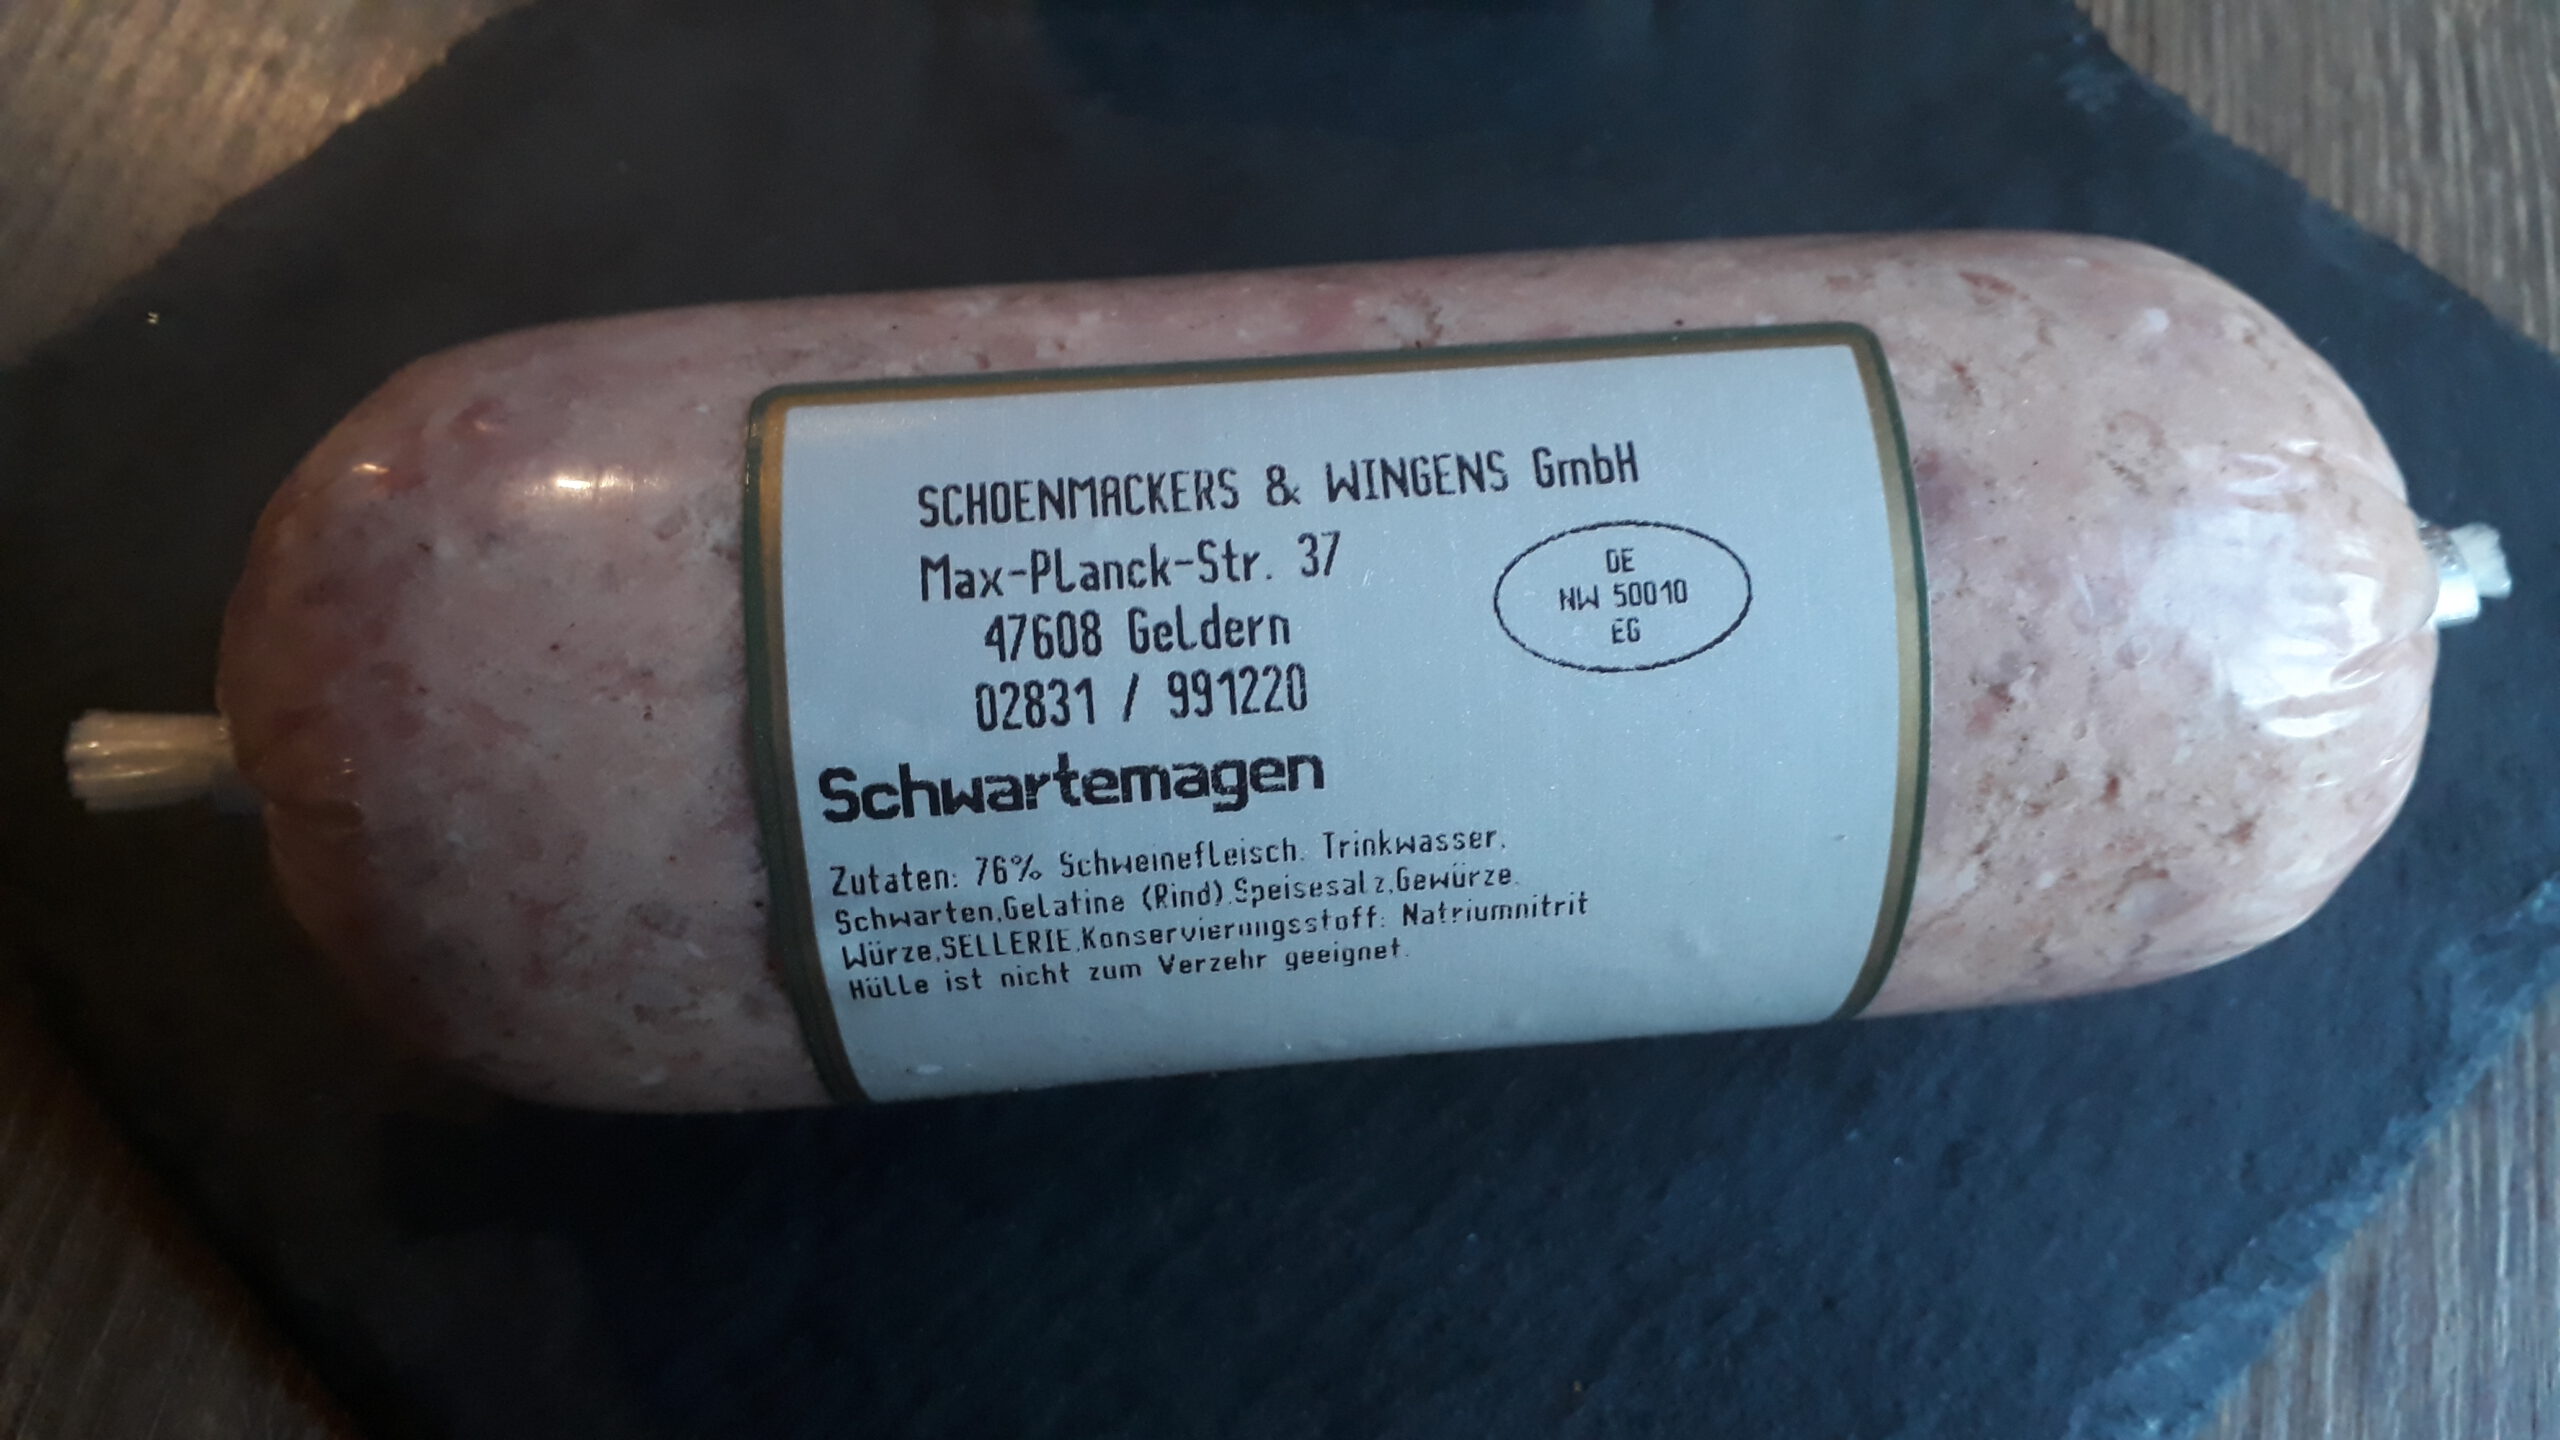 SCHOENMACKERS & WINGENS GmbH
Max-Planck-Str. 37
47608 Geldern
02831 / 991220
DE
NW 50010
EG
Schwartemagen
Zutaten: 76% Schweinefleisch. Trinkwasser,
Schwarten,Gelatine (Rind),Speisesalz,Gewürze,
Würze,SELLERIE,Konservierungsstoff: Natriumnitrit
Hülle ist nicht zum Verzehr geeignet.